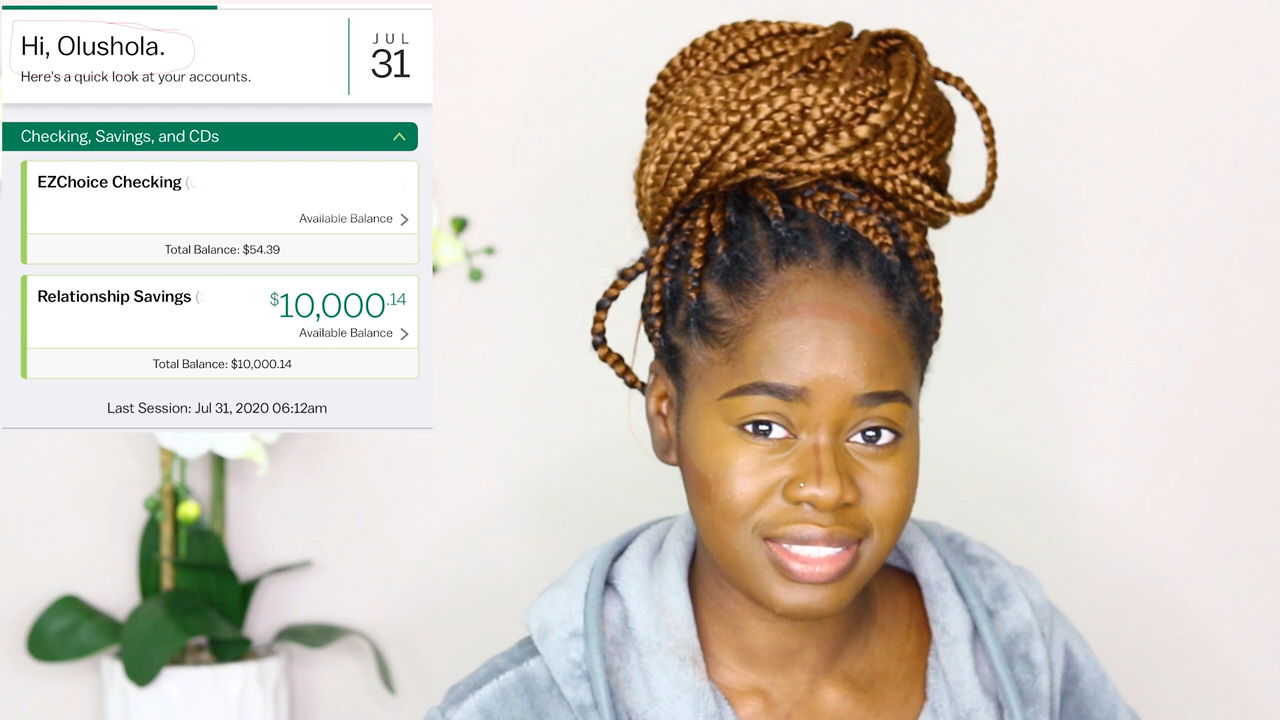 Hi, Olushola.
Here's a quick look at your accounts.
JUL
31
Checking, Savings, and CDs
EZChoice Checking (
Available Balance
Total Balance: $54.39
Relationship Savings (
$10,000.14
Available Balance
Total Balance: $10,000.14
Last Session: Jul 31, 2020 06:12am